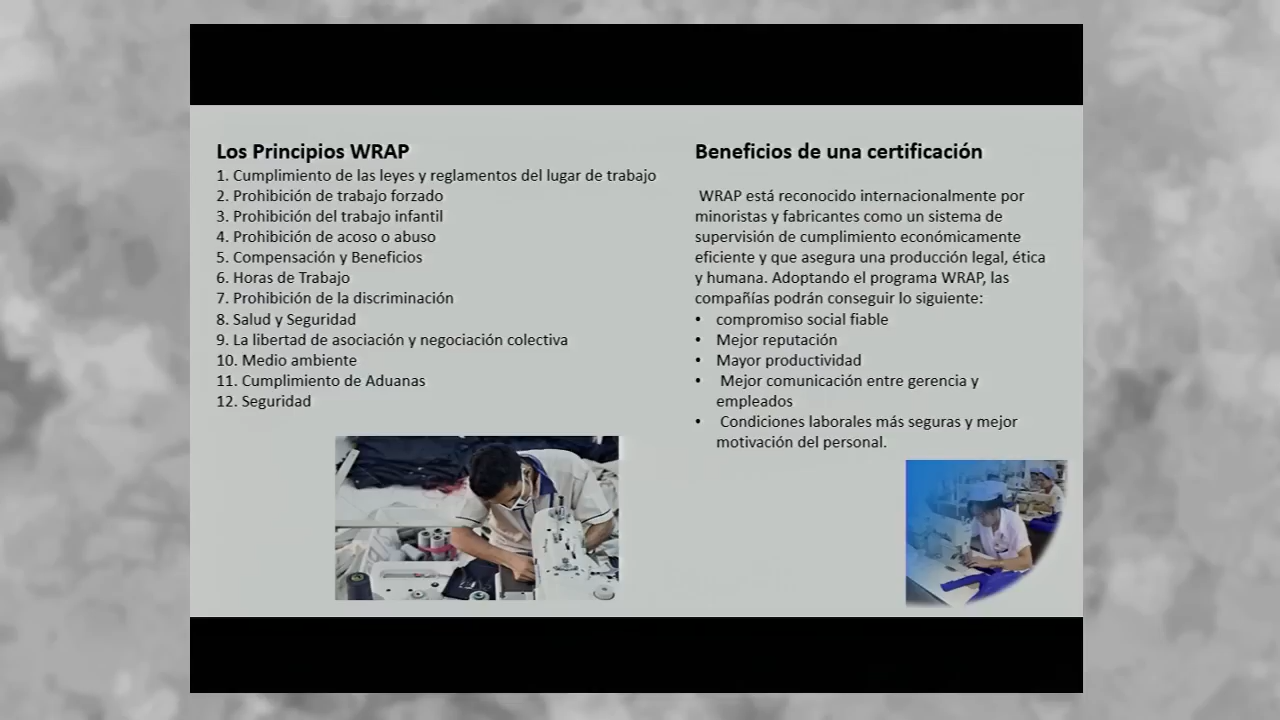 Los Principios WRAP
1. Cumplimiento de las leyes y reglamentos del lugar de trabajo
2. Prohibición de trabajo forzado
3. Prohibición del trabajo infantil
4. Prohibición de acoso o abuso
5. Compensación y Beneficios
6. Horas de Trabajo
7. Prohibición de la discriminación
8. Salud y Seguridad
9. La libertad de asociación y negociación colectiva
10. Medio ambiente
11. Cumplimiento de Aduanas
12. Seguridad
Beneficios de una certificación
WRAP está reconocido internacionalmente por
minoristas y fabricantes como un sistema de
supervisión de cumplimiento económicamente
eficiente y que asegura una producción legal, ética
y humana. Adoptando el programa WRAP, las
compañías podrán conseguir lo siguiente:
• compromiso social fiable
• Mejor reputación
• Mayor productividad
• Mejor comunicación entre gerencia y
empleados
• Condiciones laborales más seguras y mejor
motivación del personal.